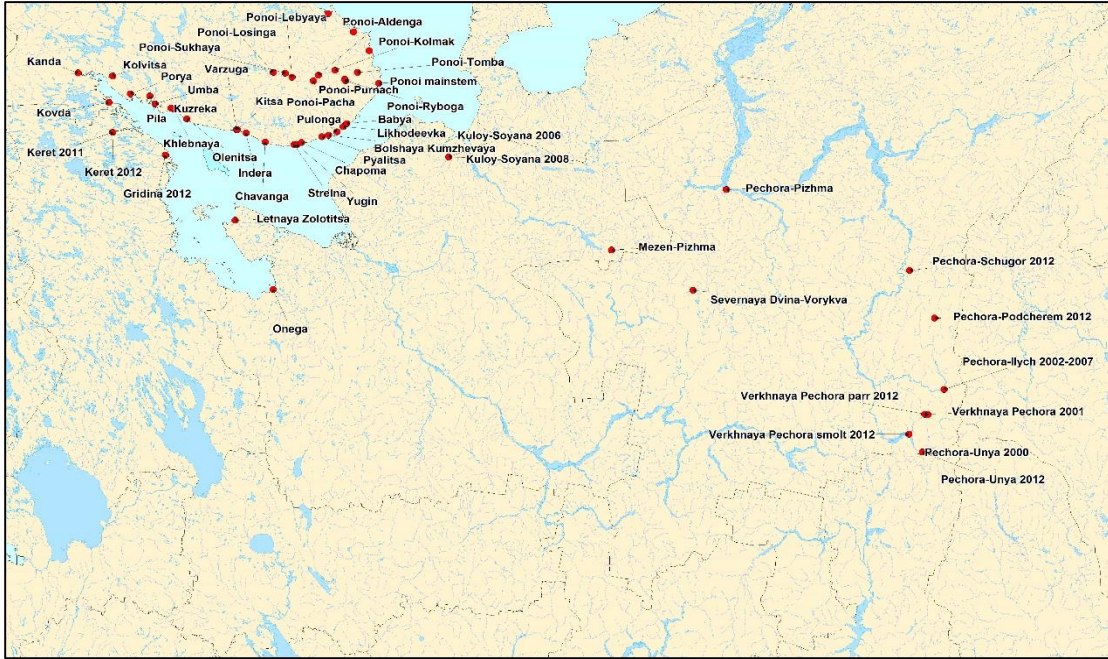 Ponoi-Lebyaya
Ponoi-Aldenga
Ponoi-Losinga
Ponoi-Kolmak
Ponoi-Sukhaya
Ponoi-Tomba
Kanda
Kolvitsa
Varzuga
Porya
Ponoi mainstem
Umba
Ponoi-Purnach
Kitsa
Ponoi-Pacha
Ponoi-Ryboga
Kovda
Kuzreka
Pila
Pulonga
Babya
Likhodeevka
Kuloy-Soyana 2006
Khlebnaya
Bolshaya Kumzhevaya
Keret 2011
Olenitsa
Pyalitsa
Kuloy-Soyana 2008
Keret 2012
Indera
Chapoma
Gridina 2012
Chavanga
Strelna
Yugin
Pechora-Pizhma
Letnaya Zolotitsa
Mezen-Pizhma
Pechora-Schugor 2012
Severnaya Dvina-Vorykva
Pechora-Podcherem 2012
Onega
Pechora-Ilych 2002-2007
Verkhnaya Pechora parr 2012
Verkhnaya Pechora 2001
Verkhnaya Pechora smolt 2012
Pechora-Unya 2000
Pechora-Unya 2012